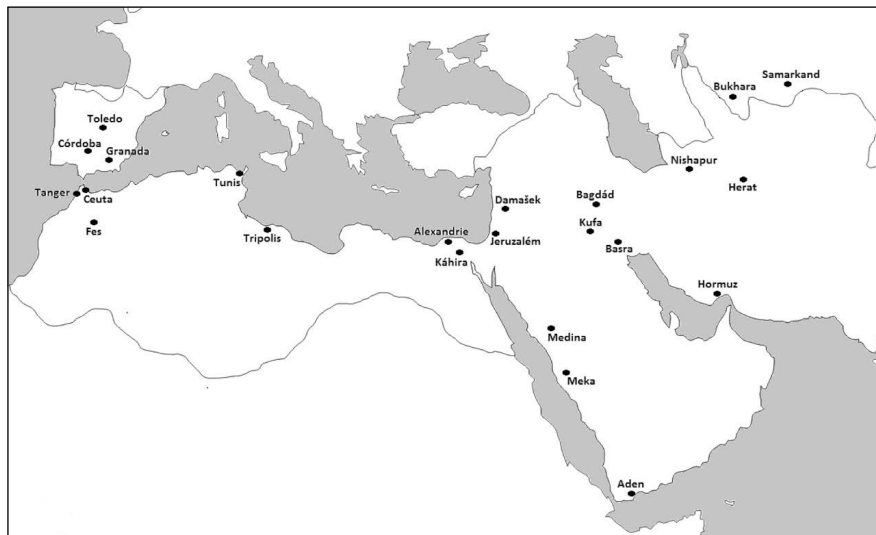 Samarkand
Bukhara
Toledo
Córdoba
Granada
Nishapur
Tunis
Herat
Tanger
Ceuta
Damašek
Bagdád
Fes
Tripolis
Alexandrie
Kufa
Jeruzalém
Basra
Káhira
Hormuz
Medina
Meka
Aden